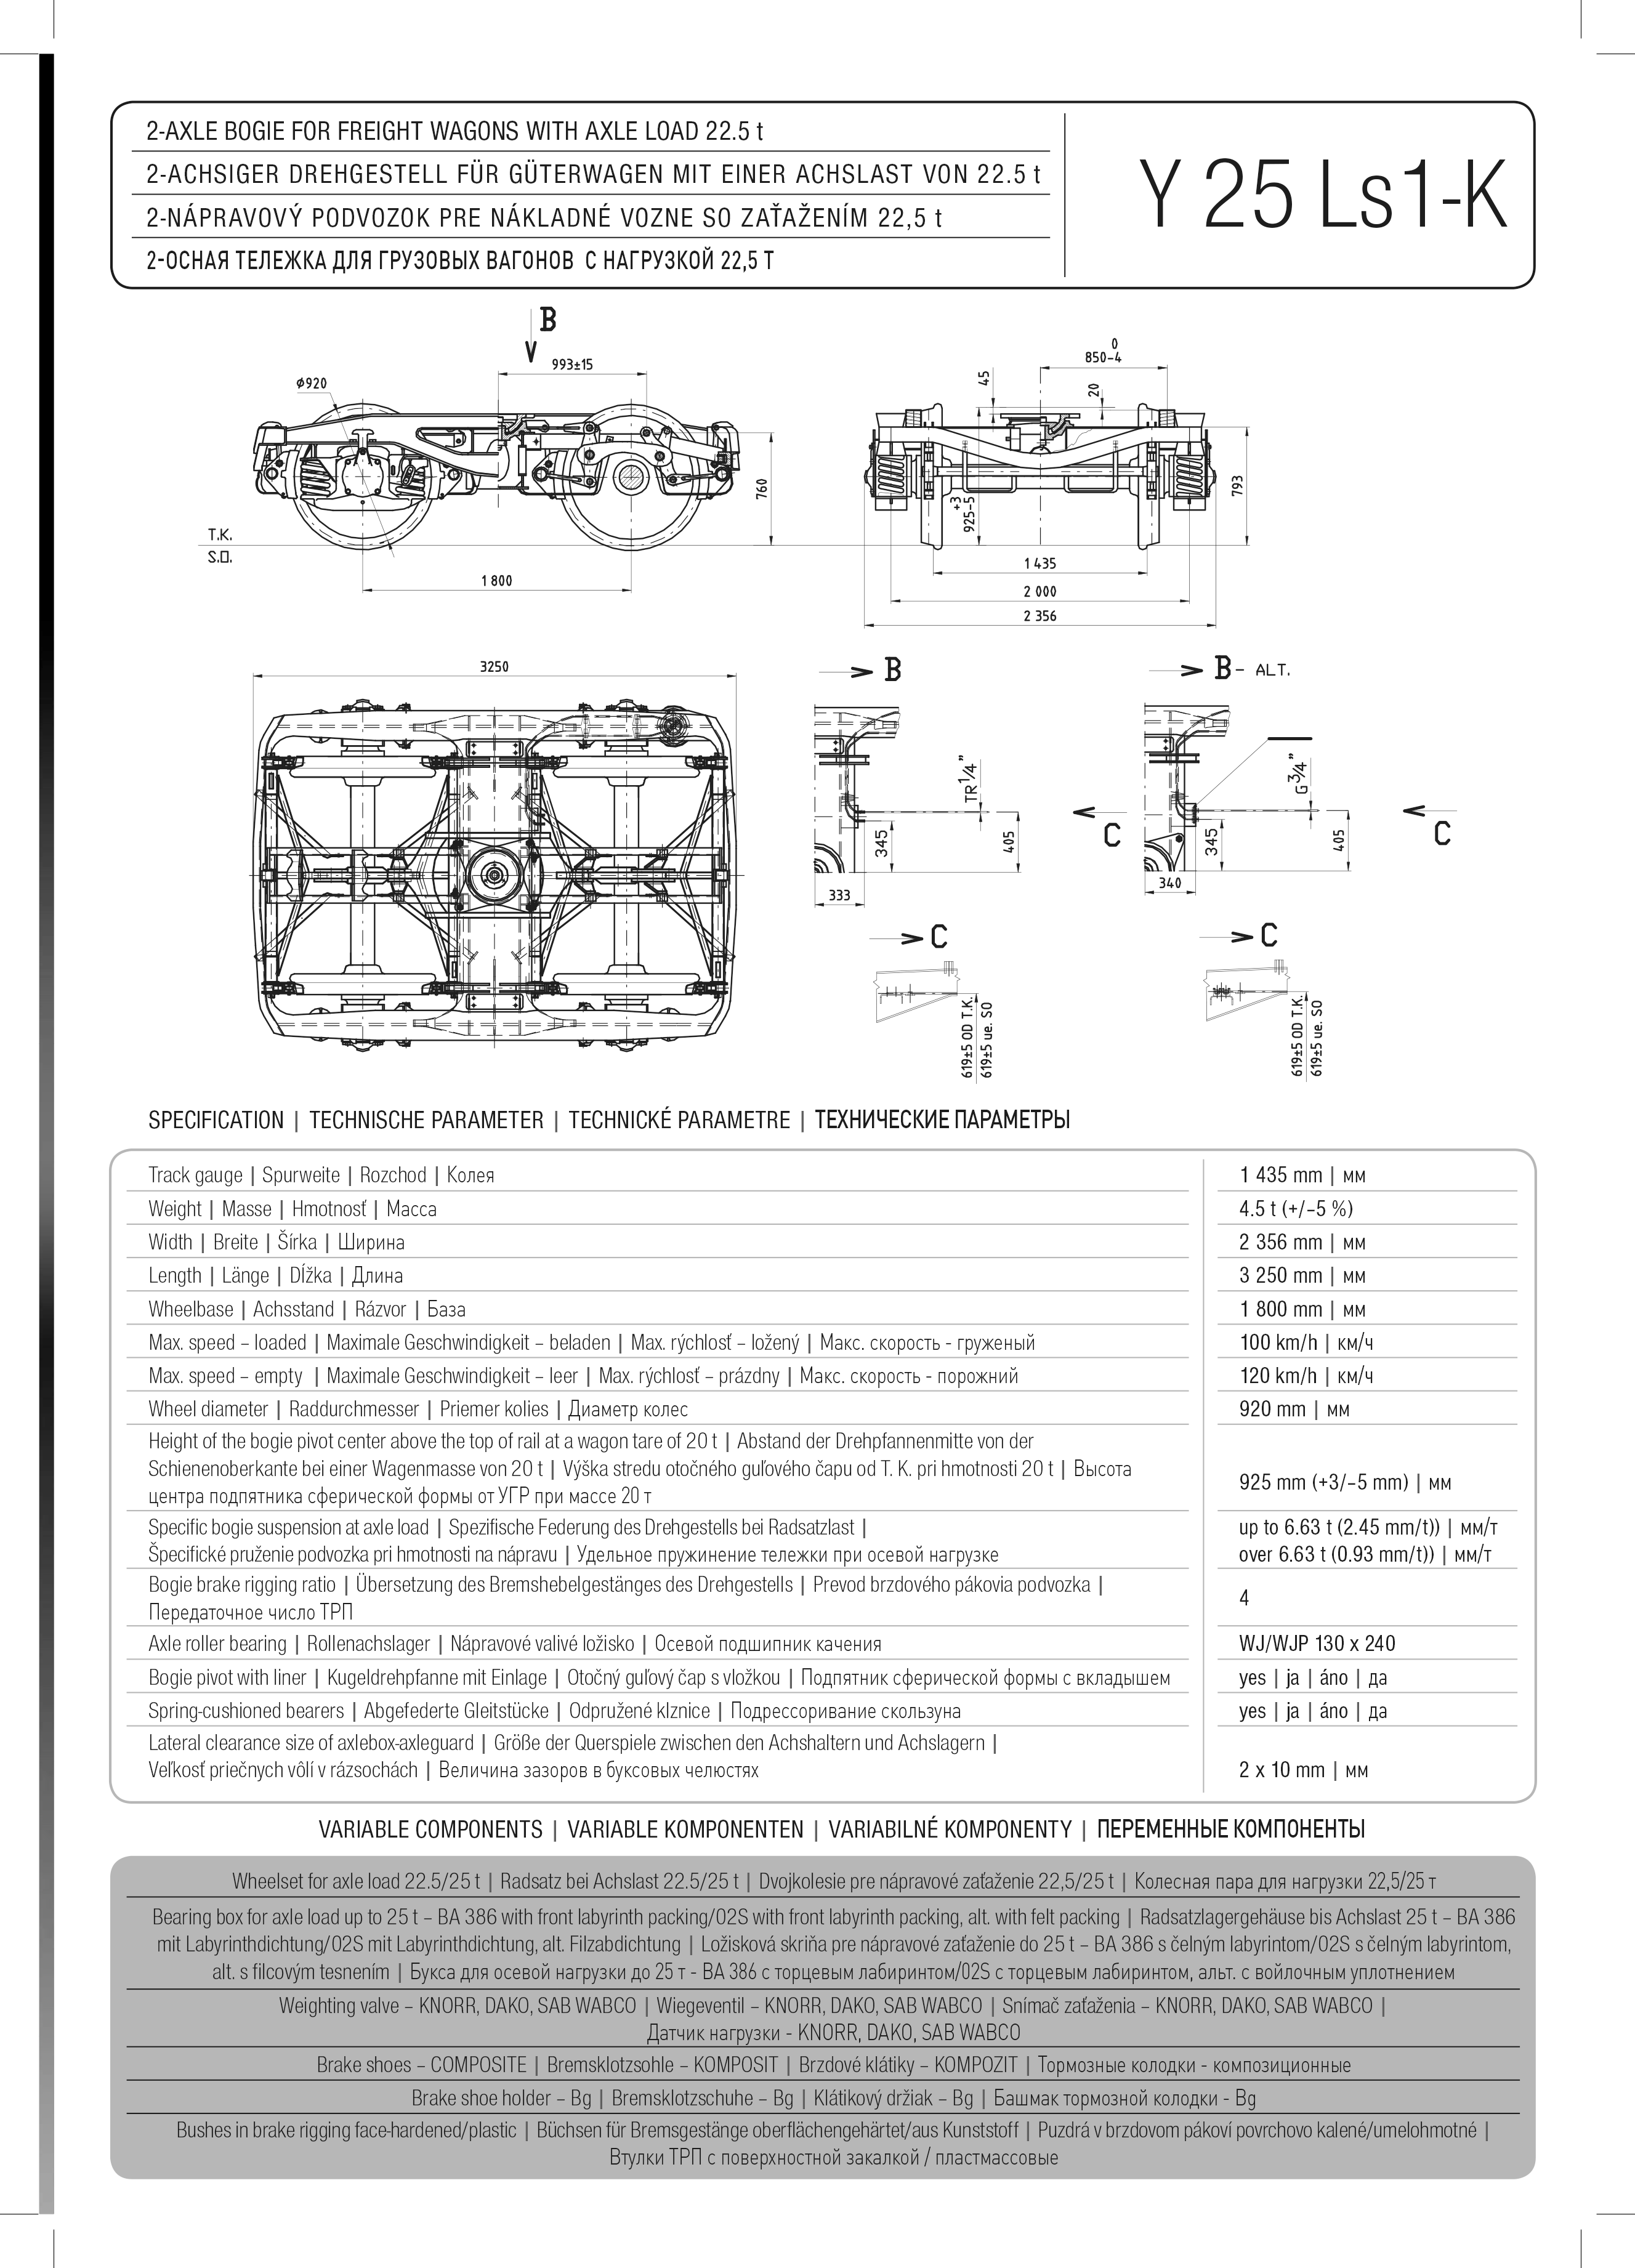 2-AXLE BOGIE FOR FREIGHT WAGONS WITH AXLE LOAD 22.5 t
2-ACHSIGER DREHGESTELL FÜR GÜTERWAGEN MIT EINER ACHSLAST VON 22.5 t
2-NÁPRAVOVÝ PODVOZOK PRE NÁKLADNÉ VOZNE SO ZAŤAŽENÍM 22,5 t
2-ОСНАЯ ТЕЛЕЖКА ДЛЯ ГРУЗОВЫХ ВАГОНОВ С НАГРУЗКОЙ 22,5 Т
Y 25 Ls1-K
B
993±15
Ø920
760
T.K.
S.O.
1 800
0
850-4
45
20
+3
925-5
793
1 435
2 000
2 356
3250
B
TR1/4"
345
405
333
C
B - ALT.
G3/4"
345
405
340
C
C
619±5 OD T.K.
619±5 ue. SO
C
619±5 OD T.K.
619±5 ue. SO
SPECIFICATION | TECHNISCHE PARAMETER | TECHNICKÉ PARAMETRE | ТЕХНИЧЕСКИЕ ПАРАМЕТРЫ
Track gauge | Spurweite | Rozchod | Колея 1 435 mm | мм
Weight | Masse | Hmotnosť | Масса 4.5 t (+/–5 %)
Width | Breite | Šírka | Ширина 2 356 mm | мм
Length | Länge | Dĺžka | Длина 3 250 mm | мм
Wheelbase | Achsstand | Rázvor | База 1 800 mm | мм
Max. speed – loaded | Maximale Geschwindigkeit – beladen | Max. rýchlosť – ložený | Макс. скорость - груженый 100 km/h | км/ч
Max. speed – empty | Maximale Geschwindigkeit – leer | Max. rýchlosť – prázdny | Макс. скорость - порожний 120 km/h | км/ч
Wheel diameter | Raddurchmesser | Priemer kolies | Диаметр колес 920 mm | мм
Height of the bogie pivot center above the top of rail at a wagon tare of 20 t | Abstand der Drehpfannenmitte von der
Schienenoberkante bei einer Wagenmasse von 20 t | Výška stredu otočného guľového čapu od T. K. pri hmotnosti 20 t | Высота
центра подпятника сферической формы от УГР при массе 20 т
925 mm (+3/–5 mm) | мм
Specific bogie suspension at axle load | Spezifische Federung des Drehgestells bei Radsatzlast |
Špecifické pruženie podvozka pri hmotnosti na nápravu | Удельное пружинение тележки при осевой нагрузке
up to 6.63 t (2.45 mm/t)) | мм/т
over 6.63 t (0.93 mm/t)) | мм/т
Bogie brake rigging ratio | Übersetzung des Bremshebelgestänges des Drehgestells | Prevod brzdového pákovia podvozka |
Передаточное число ТРП
4
Axle roller bearing | Rollenachslager | Nápravové valivé ložisko | Осевой подшипник качения WJ/WJP 130 x 240
Bogie pivot with liner | Kugeldrehpfanne mit Einlage | Otočný guľový čap s vložkou | Подпятник сферической формы с вкладышем yes | ja | áno | да
Spring-cushioned bearers | Abgefederte Gleitstücke | Odpružené klznice | Подрессоривание скользуна yes | ja | áno | да
Lateral clearance size of axlebox-axleguard | Größe der Querspiele zwischen den Achshaltern und Achslagern |
Veľkosť priečnych vôlí v rázsochách | Величина зазоров в буксовых челюстях
2 x 10 mm | мм
VARIABLE COMPONENTS | VARIABLE KOMPONENTEN | VARIABILNÉ KOMPONENTY | ПЕРЕМЕННЫЕ КОМПОНЕНТЫ
Wheelset for axle load 22.5/25 t | Radsatz bei Achslast 22.5/25 t | Dvojkolesie pre nápravové zaťaženie 22,5/25 t | Колесная пара для нагрузки 22,5/25 т
Bearing box for axle load up to 25 t – BA 386 with front labyrinth packing/02S with front labyrinth packing, alt. with felt packing | Radsatzlagergehäuse bis Achslast 25 t – BA 386
mit Labyrinthdichtung/02S mit Labyrinthdichtung, alt. Filzabdichtung | Ložisková skriňa pre nápravové zaťaženie do 25 t – BA 386 s čelným labyrintom/02S s čelným labyrintom,
alt. s filcovým tesnením | Букса для осевой нагрузки до 25 т - BA 386 с торцевым лабиринтом/02S с торцевым лабиринтом, альт. с войлочным уплотнением
Weighting valve – KNORR, DAKO, SAB WABCO | Wiegeventil – KNORR, DAKO, SAB WABCO | Snímač zaťaženia – KNORR, DAKO, SAB WABCO |
Датчик нагрузки - KNORR, DAKO, SAB WABCO
Brake shoes – COMPOSITE | Bremsklotzsohle – KOMPOSIT | Brzdové klátiky – KOMPOZIT | Тормозные колодки - композиционные
Brake shoe holder – Bg | Bremsklotzschuhe – Bg | Klátikový držiak – Bg | Башмак тормозной колодки - Bg
Bushes in brake rigging face-hardened/plastic | Büchsen für Bremsgestänge oberflächengehärtet/aus Kunststoff | Puzdrá v brzdovom pákoví povrchovo kalené/umelohmotné |
Втулки ТРП с поверхностной закалкой / пластмассовые